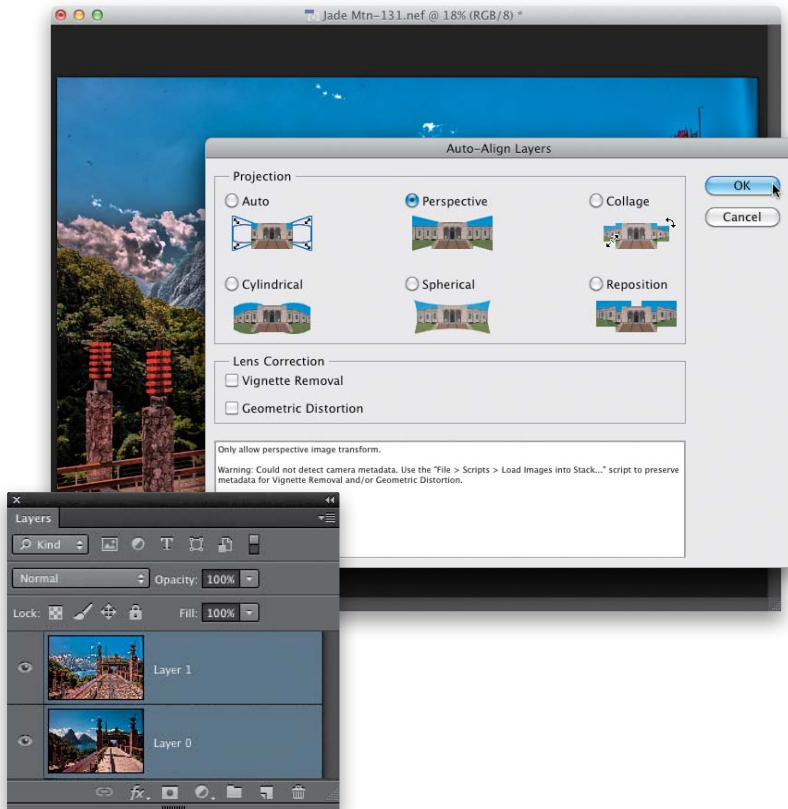 Jade Mtn-131.nef @ 18% (RGB/8) *
Auto-Align Layers
Projection
Auto
Perspective
Collage
Cylindrical
Spherical
Reposition
OK
Cancel
Lens Correction
Vignette Removal
Geometric Distortion
Only allow perspective image transform.
Warning: Could not detect camera metadata. Use the "File > Scripts > Load Images into Stack..." script to preserve
metadata for Vignette Removal and/or Geometric Distortion.
Layers
Kind
Normal
Opacity: 100%
Lock:
Fill: 100%
Layer 1
Layer 0
fx